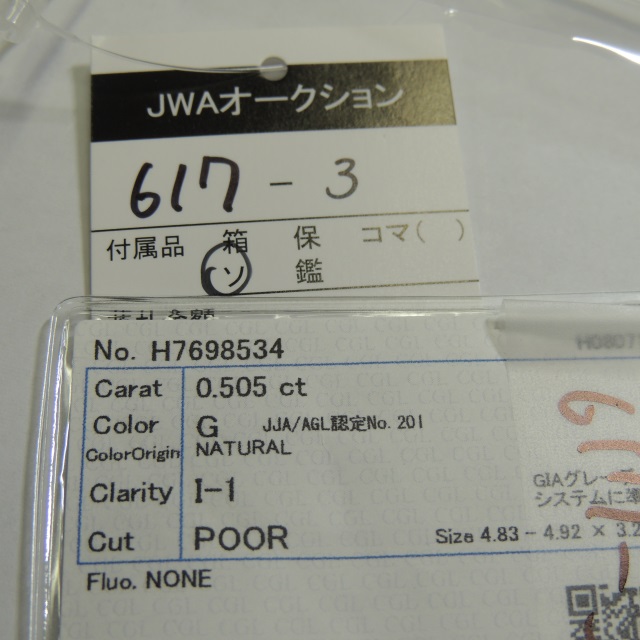 JWAオークション
617-3
付属品 箱 保 コマ( )
ソ 鑑
No. H7698534
Carat 0.505 ct
Color G JJA/AGL認定No.201
ColorOrigin NATURAL
Clarity I-1
GIAグレー
システムに準
Cut POOR Size 4.83 - 4.92 × 3.2
Fluo. NONE